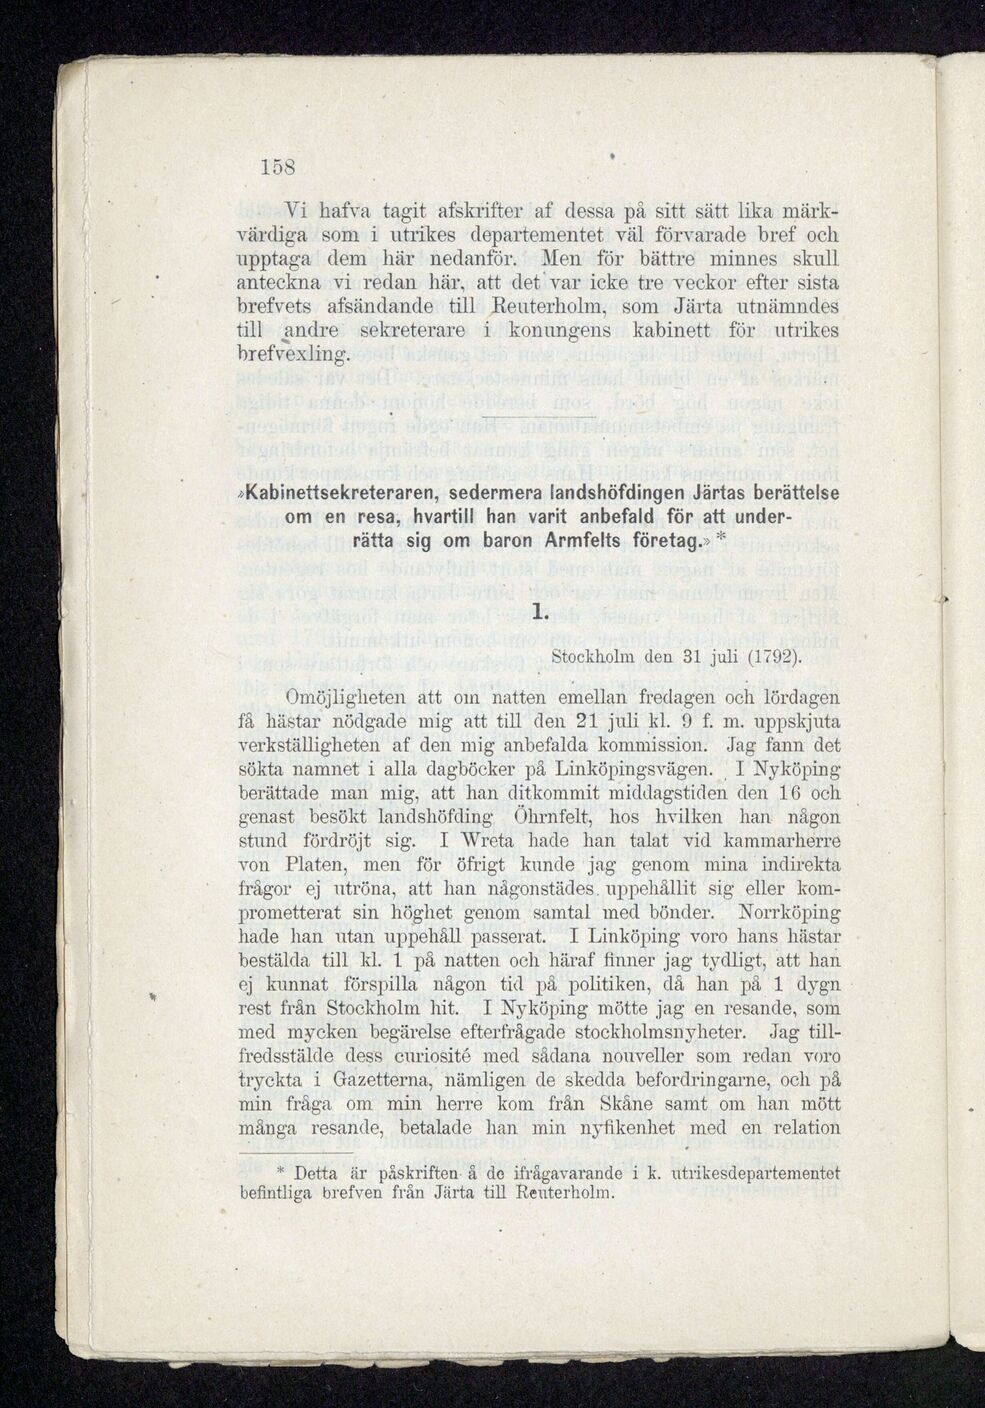 158
Vi hafva tagit afskrifter af dessa på sitt sätt lika märk-
värdiga som i utrikes departementet väl förvarade bref och
upptaga dem här nedanför. Men för bättre minnes skull
anteckna vi redan här, att det var icke tre veckor efter sista
brefvets afsändande till Reuterholm, som Järta utnämndes
till andre sekreterare i konungens kabinett för utrikes
brefvexling.
»Kabinettsekreteraren, sedermera landshöfdingen Järtas berättelse
om en resa, hvartill han varit anbefald för att under-
rätta sig om baron Armfelts företag.» *
1.
Stockholm den 31 juli (1792).
Omöjligheten att om natten emellan fredagen och lördagen
få hästar nödgade mig att till den 21 juli kl. 9 f. m. uppskjuta
verkställigheten af den mig anbefalda kommission. Jag fann det
sökta namnet i alla dagböcker på Linköpingsvägen. I Nyköping
berättade man mig, att han ditkommit middagstiden den 16 och
genast besökt landshöfding Öhrnfelt, hos hvilken han någon
stund fördröjt sig. I Wreta hade han talat vid kammarherre
von Platen, men för öfrigt kunde jag genom mina indirekta
frågor ej utröna, att han någonstädes uppehållit sig eller kom-
prometterat sin höghet genom samtal med bönder. Norrköping
hade han utan uppehåll passerat. I Linköping voro hans hästar
bestälda till kl. 1 på natten och häraf finner jag tydligt, att han
ej kunnat förspilla någon tid på politiken, då han på 1 dygn
rest från Stockholm hit. I Nyköping mötte jag en resande, som
med mycken begärelse efterfrågade stockholmsnyheter. Jag till-
fredsstälde dess curiosité med sådana nouveller som redan voro
tryckta i Gazetterna, nämligen de skedda befordringarne, och på
min fråga om min herre kom från Skåne samt om han mött
många resande, betalade han min nyfikenhet med en relation
* Detta är påskriften å de ifrågavarande i k. utrikesdepartementet
befintliga brefven från Järta till Reuterholm.